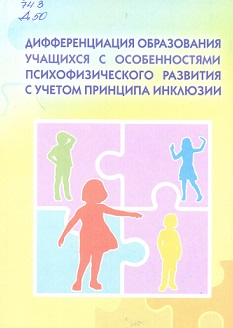 74.3
Д 50
ДИФФЕРЕНЦИАЦИЯ ОБРАЗОВАНИЯ
УЧАЩИХСЯ С ОСОБЕННОСТЯМИ
ПСИХОФИЗИЧЕСКОГО РАЗВИТИЯ
С УЧЕТОМ ПРИНЦИПА ИНКЛЮЗИИ